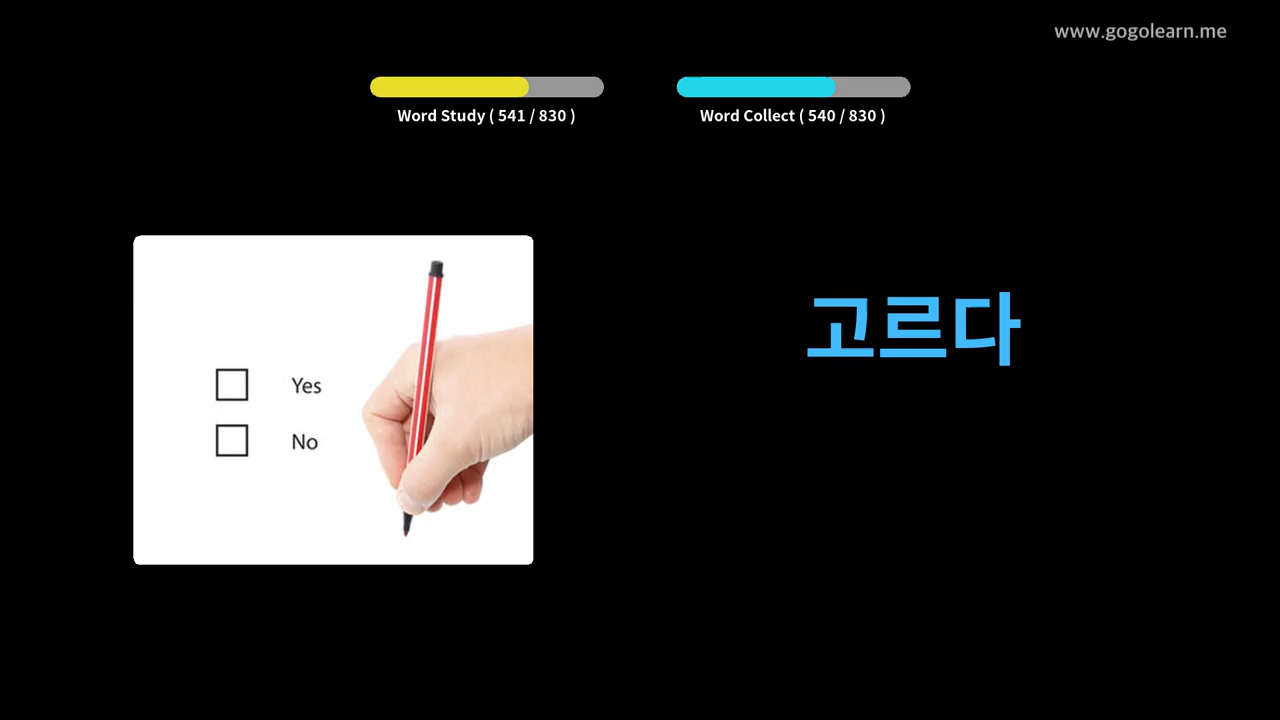 www.gogolearn.me
Word Study ( 541 / 830 )
Word Collect ( 540 / 830 )
고르다
Yes
No